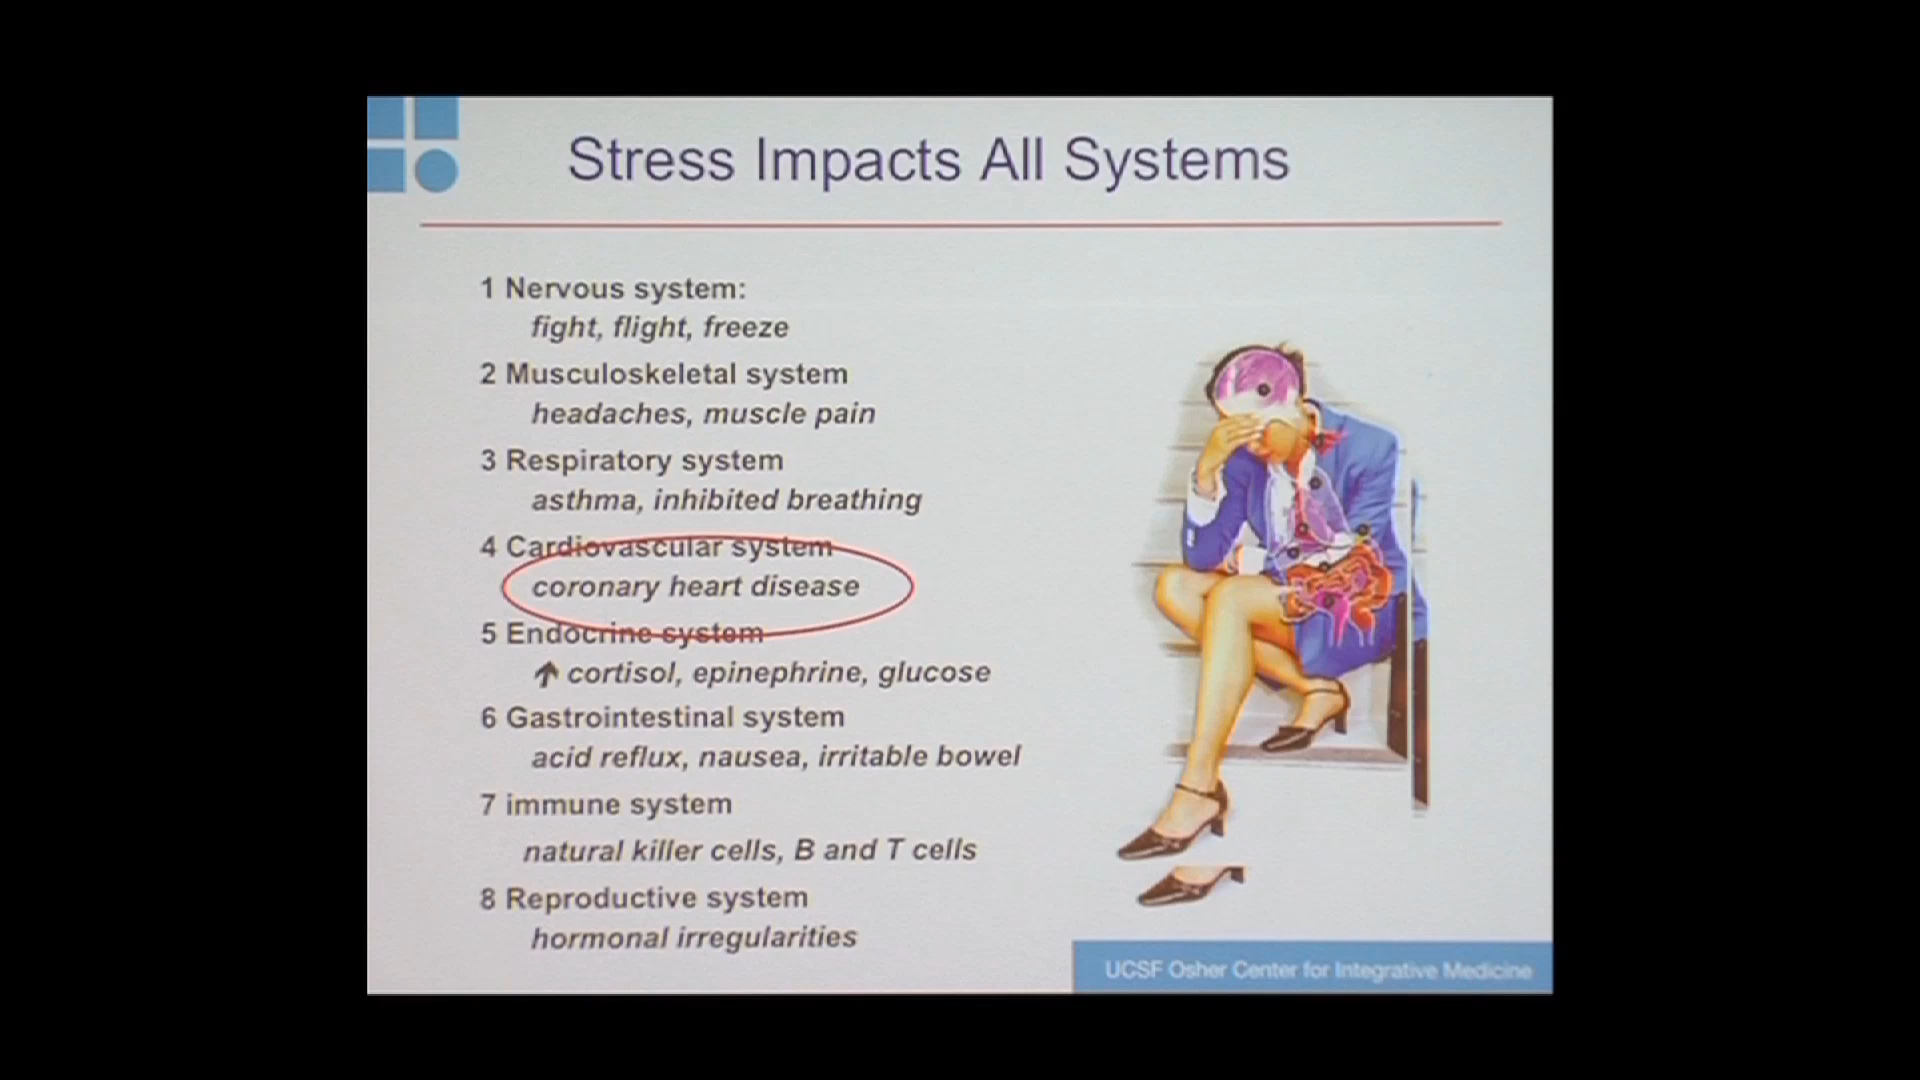 Stress Impacts All Systems
1 Nervous system:
fight, flight, freeze
2 Musculoskeletal system
headaches, muscle pain
3 Respiratory system
asthma, inhibited breathing
4 Cardiovascular system
coronary heart disease
5 Endocrine system
↑ cortisol, epinephrine, glucose
6 Gastrointestinal system
acid reflux, nausea, irritable bowel
7 immune system
natural killer cells, B and T cells
8 Reproductive system
hormonal irregularities
UCSF Osher Center for Integrative Medicine